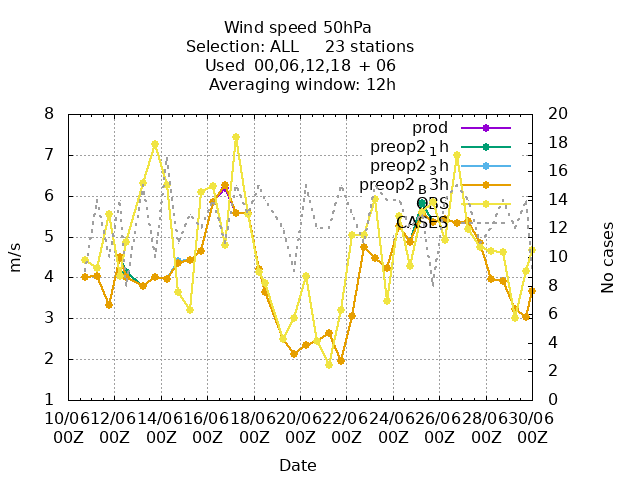 Wind speed 50hPa
Selection: ALL 23 stations
Used 00,06,12,18 + 06
Averaging window: 12h
8 7 6 5 4 3 2 1
m/s
20 18 16 14 12 10 8 6 4 2 0
No cases
prod
preop2_1h
preop2_3h
preop2_B3h
OBS
CASES
10/06 12/06 14/06 16/06 18/06 20/06 22/06 24/06 26/06 28/06 30/06
00Z 00Z 00Z 00Z 00Z 00Z 00Z 00Z 00Z 00Z 00Z
Date